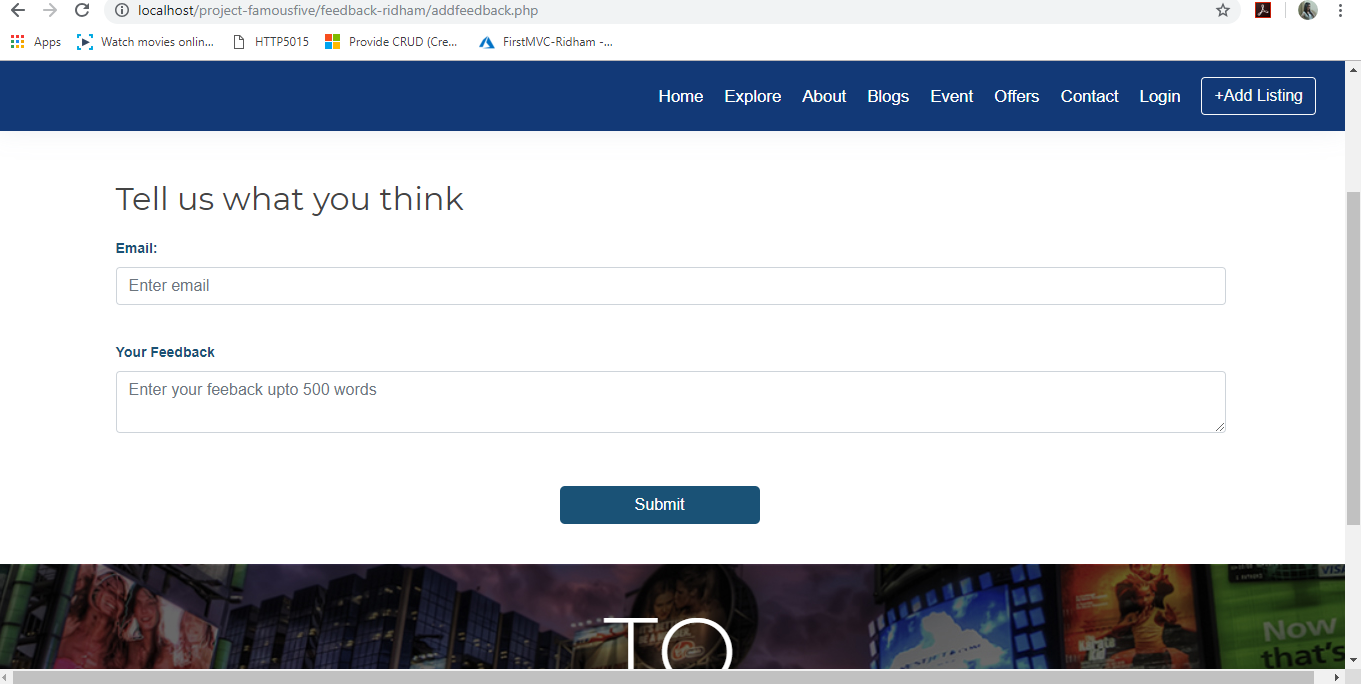 localhost/project-famousfive/feedback-ridham/addfeedback.php
Apps Watch movies onlin... HTTP5015 Provide CRUD (Cre... FirstMVC-Ridham -...
Home Explore About Blogs Event Offers Contact Login +Add Listing
Tell us what you think
Email:
Enter email
Your Feedback
Enter your feeback upto 500 words
Submit
VISA
TO
Now
that's